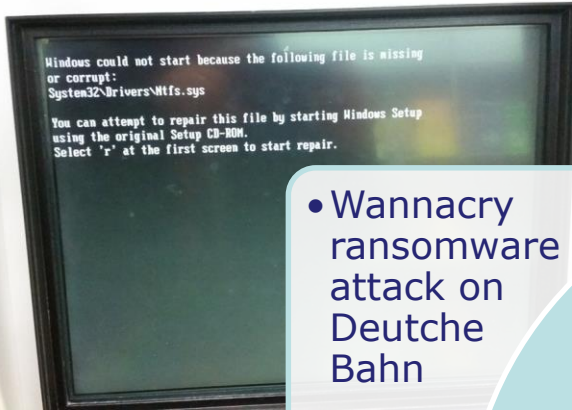 Windows could not start because the following file is missing
or corrupt:
System32\Drivers\Ntfs.sys
You can attempt to repair this file by starting Windows Setup
using the original Setup CD-ROM.
Select 'r' at the first screen to start repair.
•Wannacry
ransomware
attack on
Deutche
Bahn